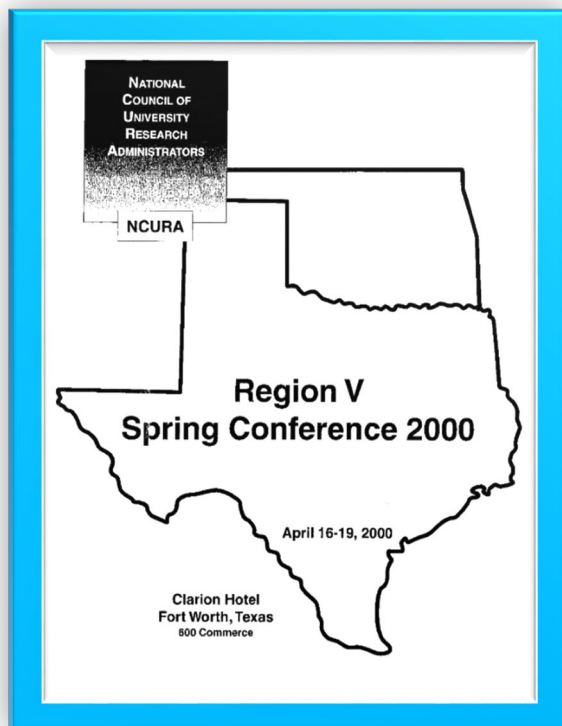 NATIONAL
COUNCIL OF
UNIVERSITY
RESEARCH
ADMINISTRATORS
NCURA
Region V
Spring Conference 2000
April 16-19, 2000
Clarion Hotel
Fort Worth, Texas
600 Commerce